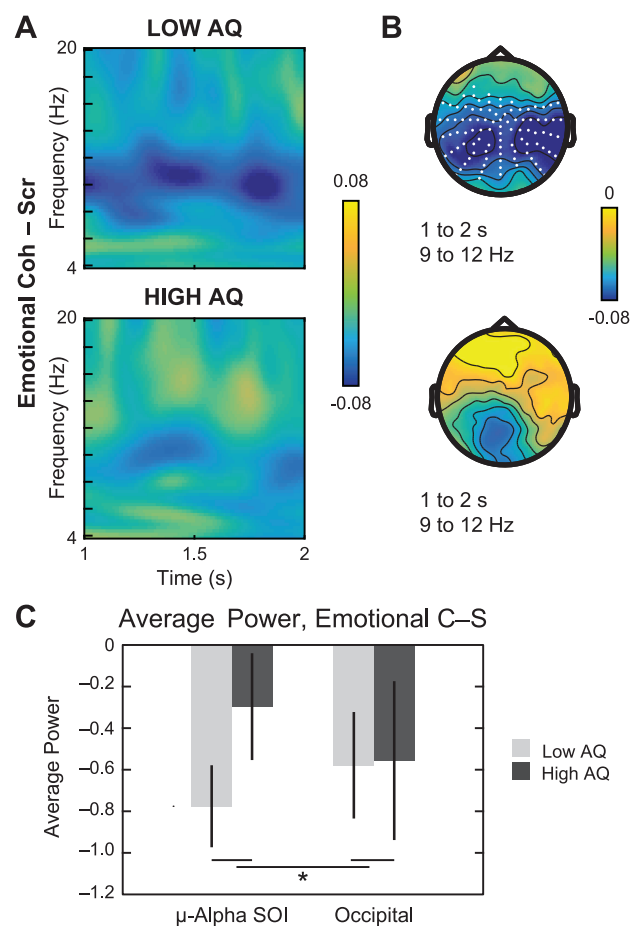 A
LOW AQ
20
Frequency (Hz)
4
Emotional Coh – Scr
HIGH AQ
20
Frequency (Hz)
4
1
1.5
2
Time (s)
0.08
-0.08
B
1 to 2 s
9 to 12 Hz
0
-0.08
1 to 2 s
9 to 12 Hz
C
Average Power, Emotional C–S
0
–0.2
–0.4
–0.6
–0.8
–1.0
–1.2
Average Power
*
μ-Alpha SOI
Occipital
Low AQ
High AQ